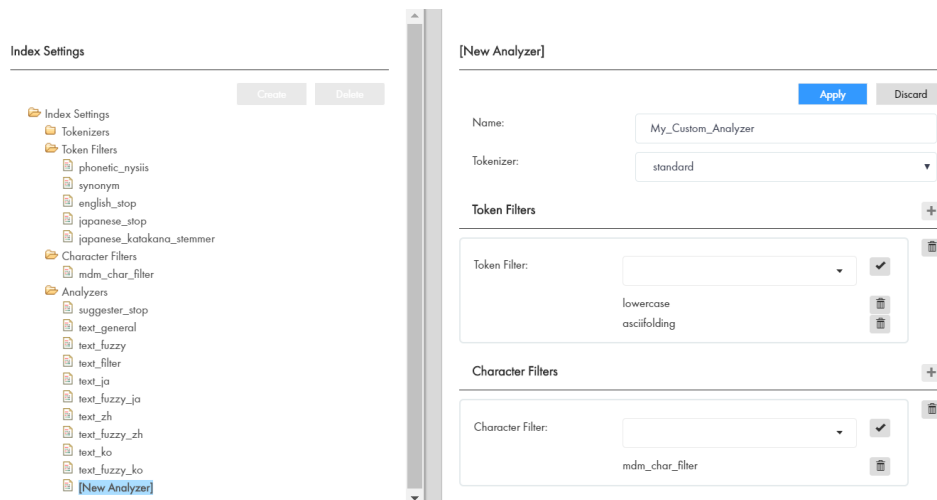 Index Settings
Create
Delete
Index Settings
Tokenizers
Token Filters
phonetic_nysiis
synonym
english_stop
japanese_stop
japanese_katakana_stemmer
Character Filters
mdm_char_filter
Analyzers
suggester_stop
text_general
text_fuzzy
text_filter
text_ja
text_fuzzy_ja
text_zh
text_fuzzy_zh
text_ko
text_fuzzy_ko
[New Analyzer]
[New Analyzer]
Apply
Discard
Name:
My_Custom_Analyzer
Tokenizer:
standard
Token Filters
Token Filter:
lowercase
asciifolding
Character Filters
Character Filter:
mdm_char_filter